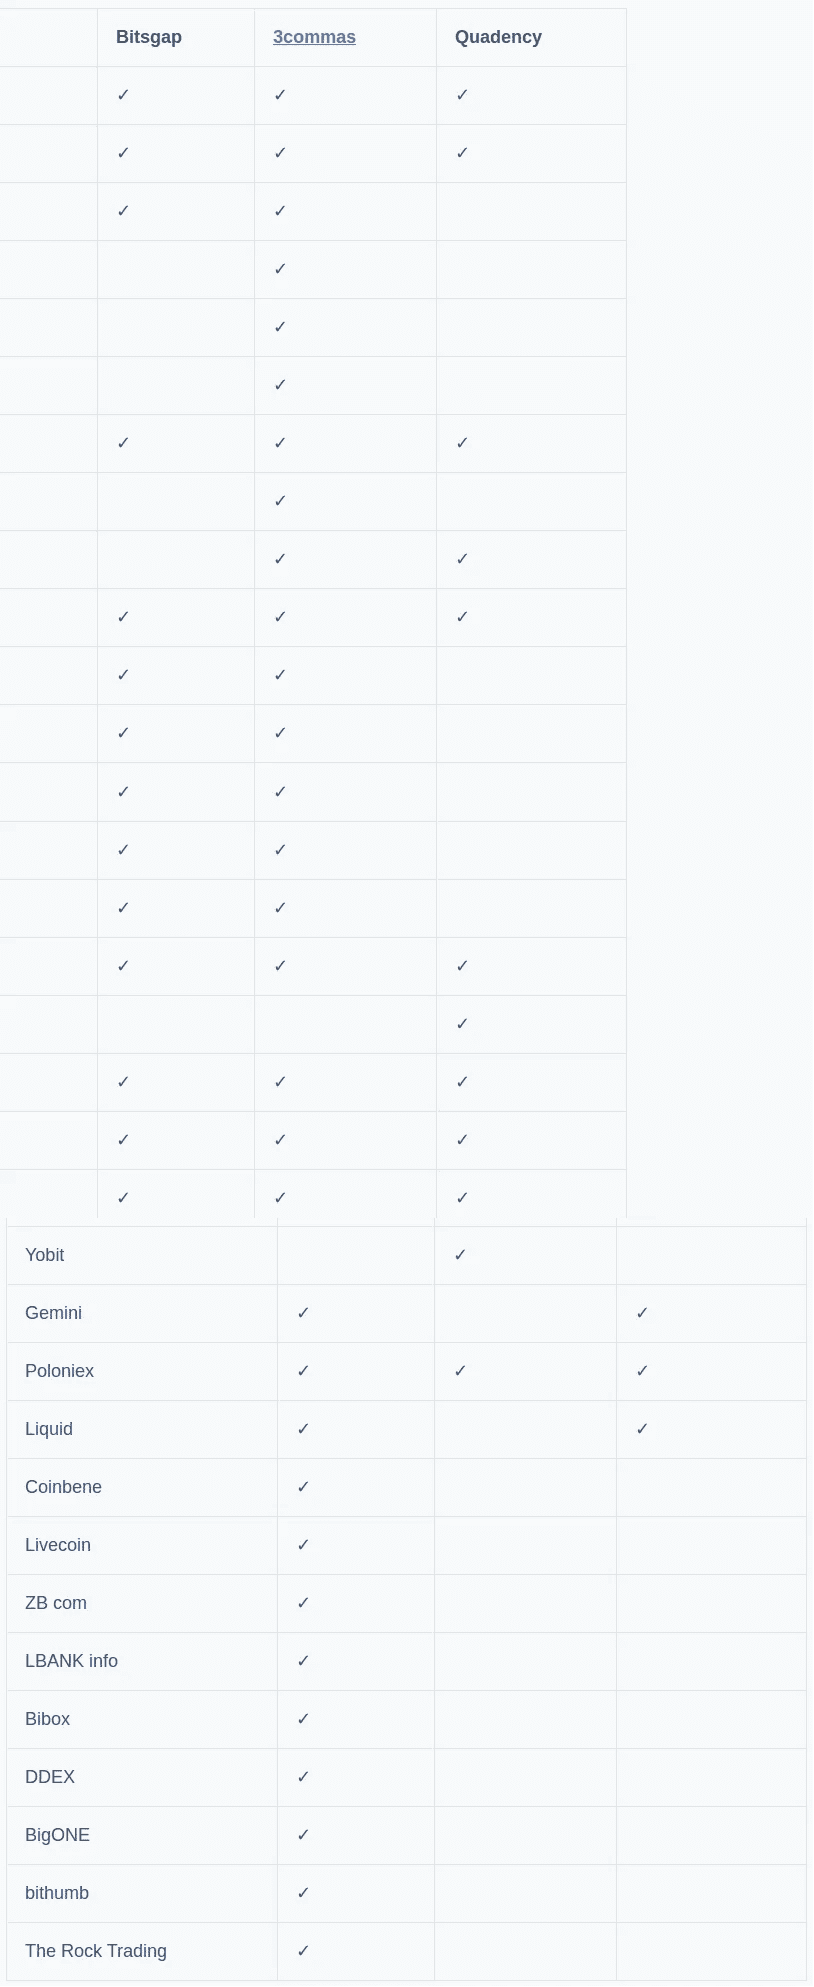 Bitsgap 3commas Quadency
✓ ✓ ✓
✓ ✓ ✓
✓ ✓
✓
✓
✓
✓ ✓ ✓
✓
✓ ✓
✓ ✓ ✓
✓ ✓
✓ ✓
✓ ✓
✓ ✓
✓ ✓
✓ ✓ ✓
✓
✓ ✓ ✓
✓ ✓ ✓
✓ ✓ ✓
Yobit ✓
Gemini ✓ ✓
Poloniex ✓ ✓ ✓
Liquid ✓ ✓
Coinbene ✓
Livecoin ✓
ZB com ✓
LBANK info ✓
Bibox ✓
DDEX ✓
BigONE ✓
bithumb ✓
The Rock Trading ✓